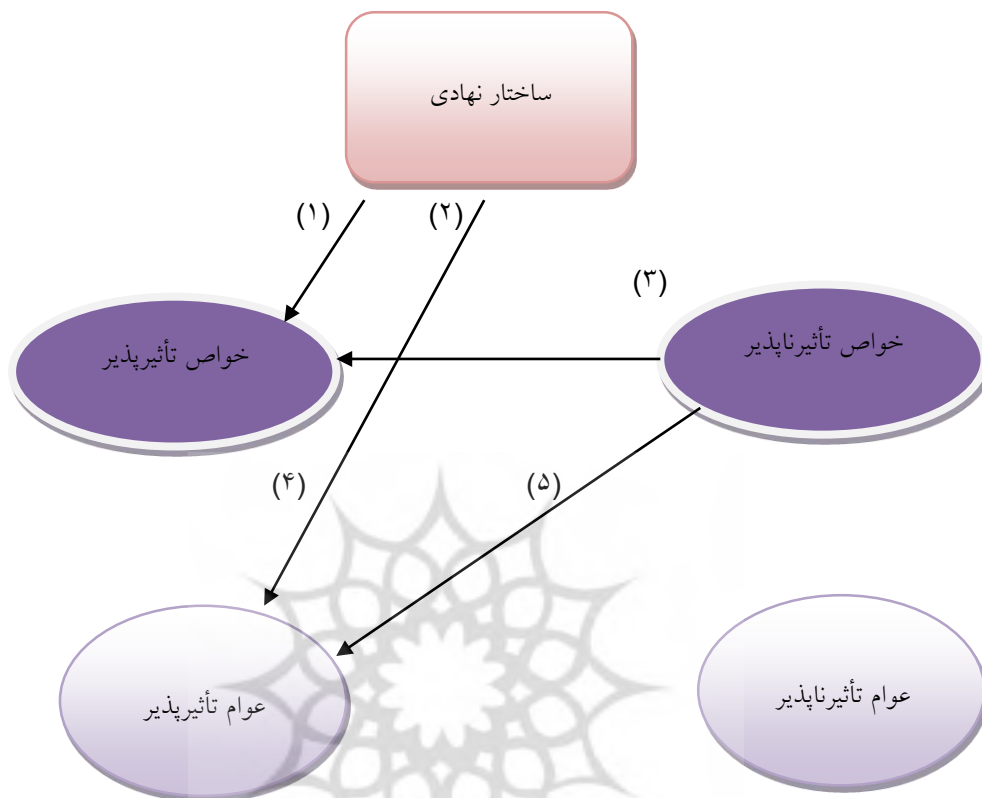 ساختار نهادی
(۱)
(۲)
(۳)
خواص تأثیرناپذیر
خواص تأثیرپذیر
(۴)
(۵)
عوام تأثیرناپذیر
عوام تأثیرپذیر